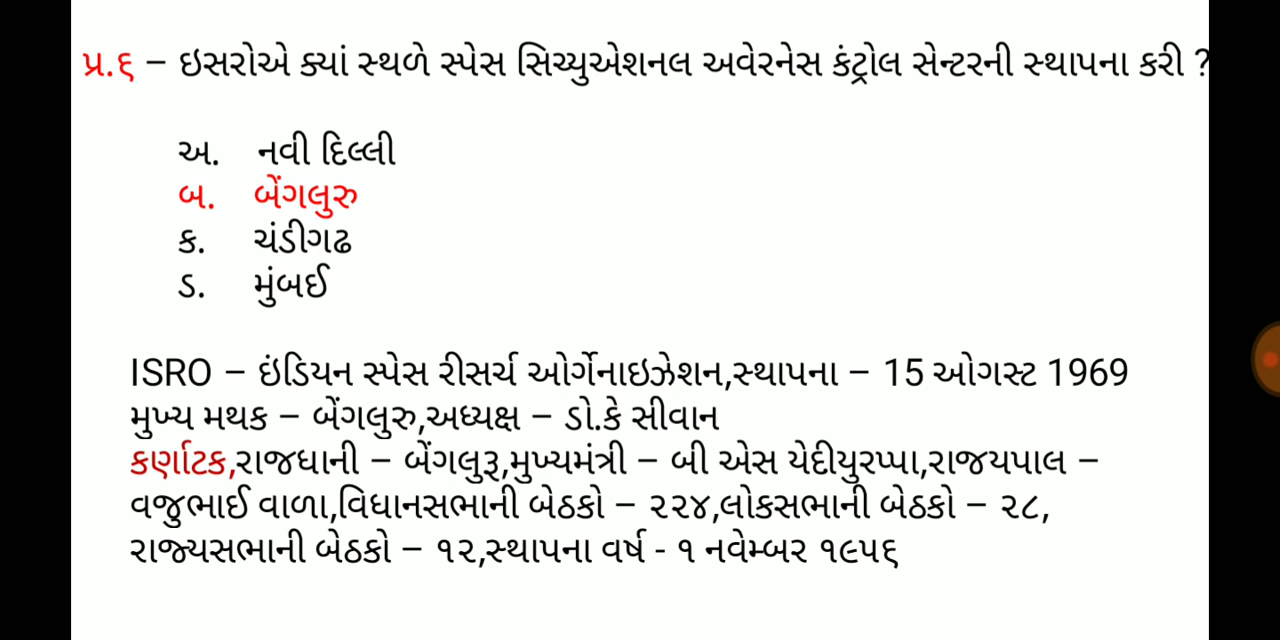 પ્ર.૬ – ઇસરોએ ક્યાં સ્થળે સ્પેસ સિચ્યુએશનલ અવેરનેસ કંટ્રોલ સેન્ટરની સ્થાપના કરી ?
અ. નવી દિલ્લી
બ. બેંગલુરુ
ક. ચંડીગઢ
ડ. મુંબઈ
ISRO – ઇંડિયન સ્પેસ રીસર્ચ ઓર્ગેનાઇઝેશન,સ્થાપના – 15 ઓગસ્ટ 1969
મુખ્ય મથક – બેંગલુરુ,અધ્યક્ષ – ડો.કે સીવાન
કર્ણાટક,રાજધાની – બેંગલુરૂ,મુખ્યમંત્રી – બી એસ યેદીયુરપ્પા,રાજયપાલ –
વજુભાઈ વાળા,વિધાનસભાની બેઠકો – ૨૨૪,લોકસભાની બેઠકો – ૨૮,
રાજ્યસભાની બેઠકો – ૧૨,સ્થાપના વર્ષ - ૧ નવેમ્બર ૧૯૫૬